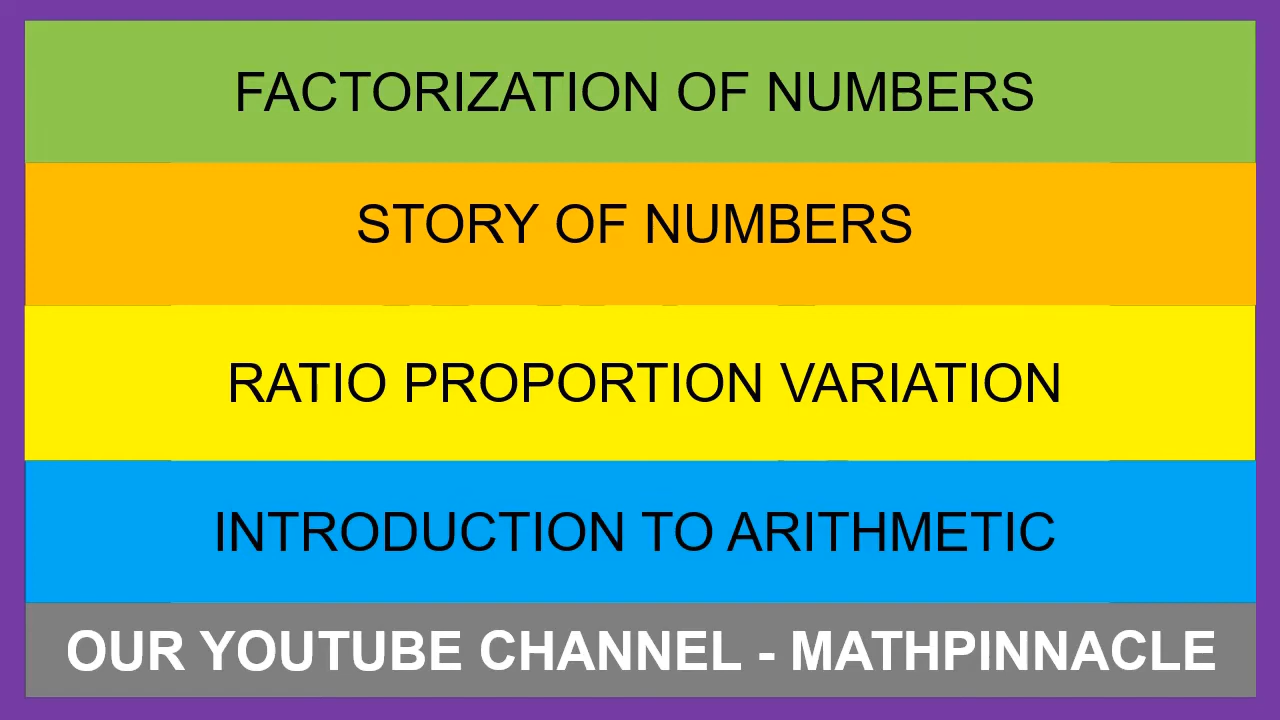 FACTORIZATION OF NUMBERS
STORY OF NUMBERS
RATIO PROPORTION VARIATION
INTRODUCTION TO ARITHMETIC
OUR YOUTUBE CHANNEL - MATHPINNACLE